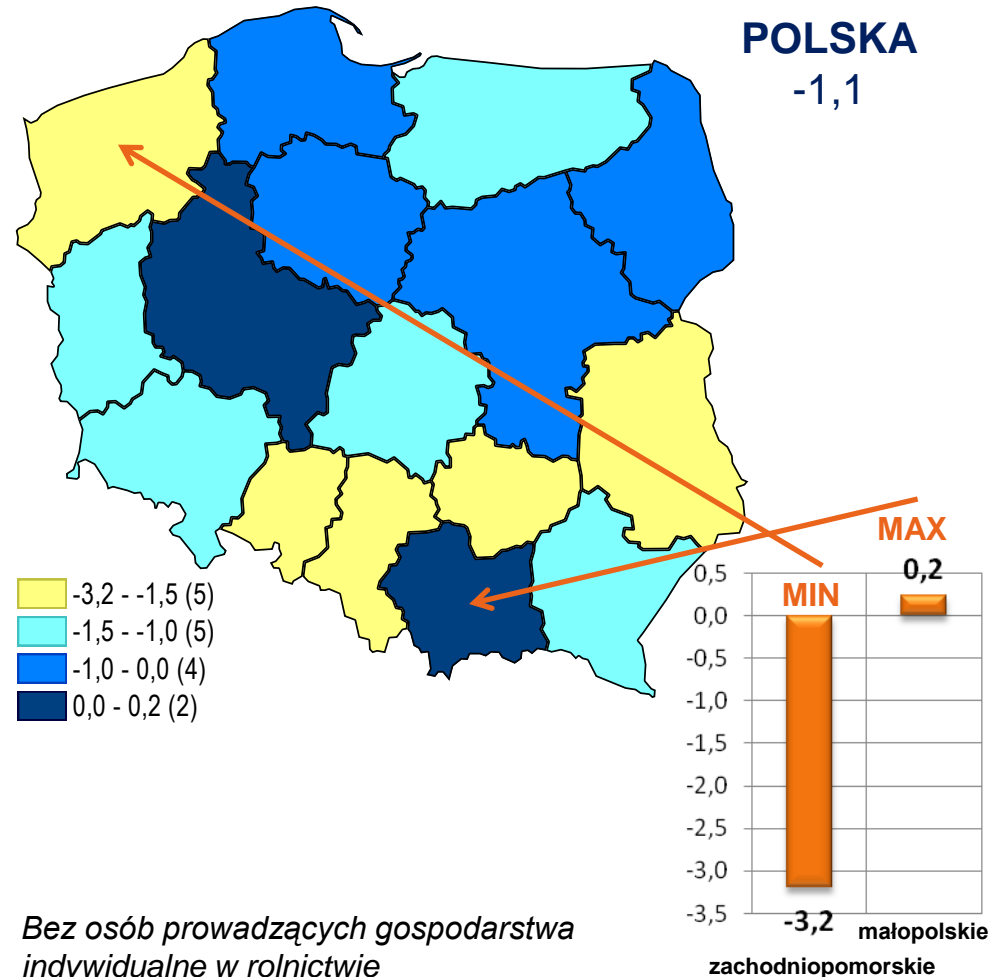 POLSKA
-1,1
-3,2 - -1,5 (5)
-1,5 - -1,0 (5)
-1,0 - 0,0 (4)
0,0 - 0,2 (2)
MAX
0,2
MIN
0,5
0,0
-0,5
-1,0
-1,5
-2,0
-2,5
-3,0
-3,5
-3,2
małopolskie
zachodniopomorskie
Bez osób prowadzących gospodarstwa
indywidualne w rolnictwie